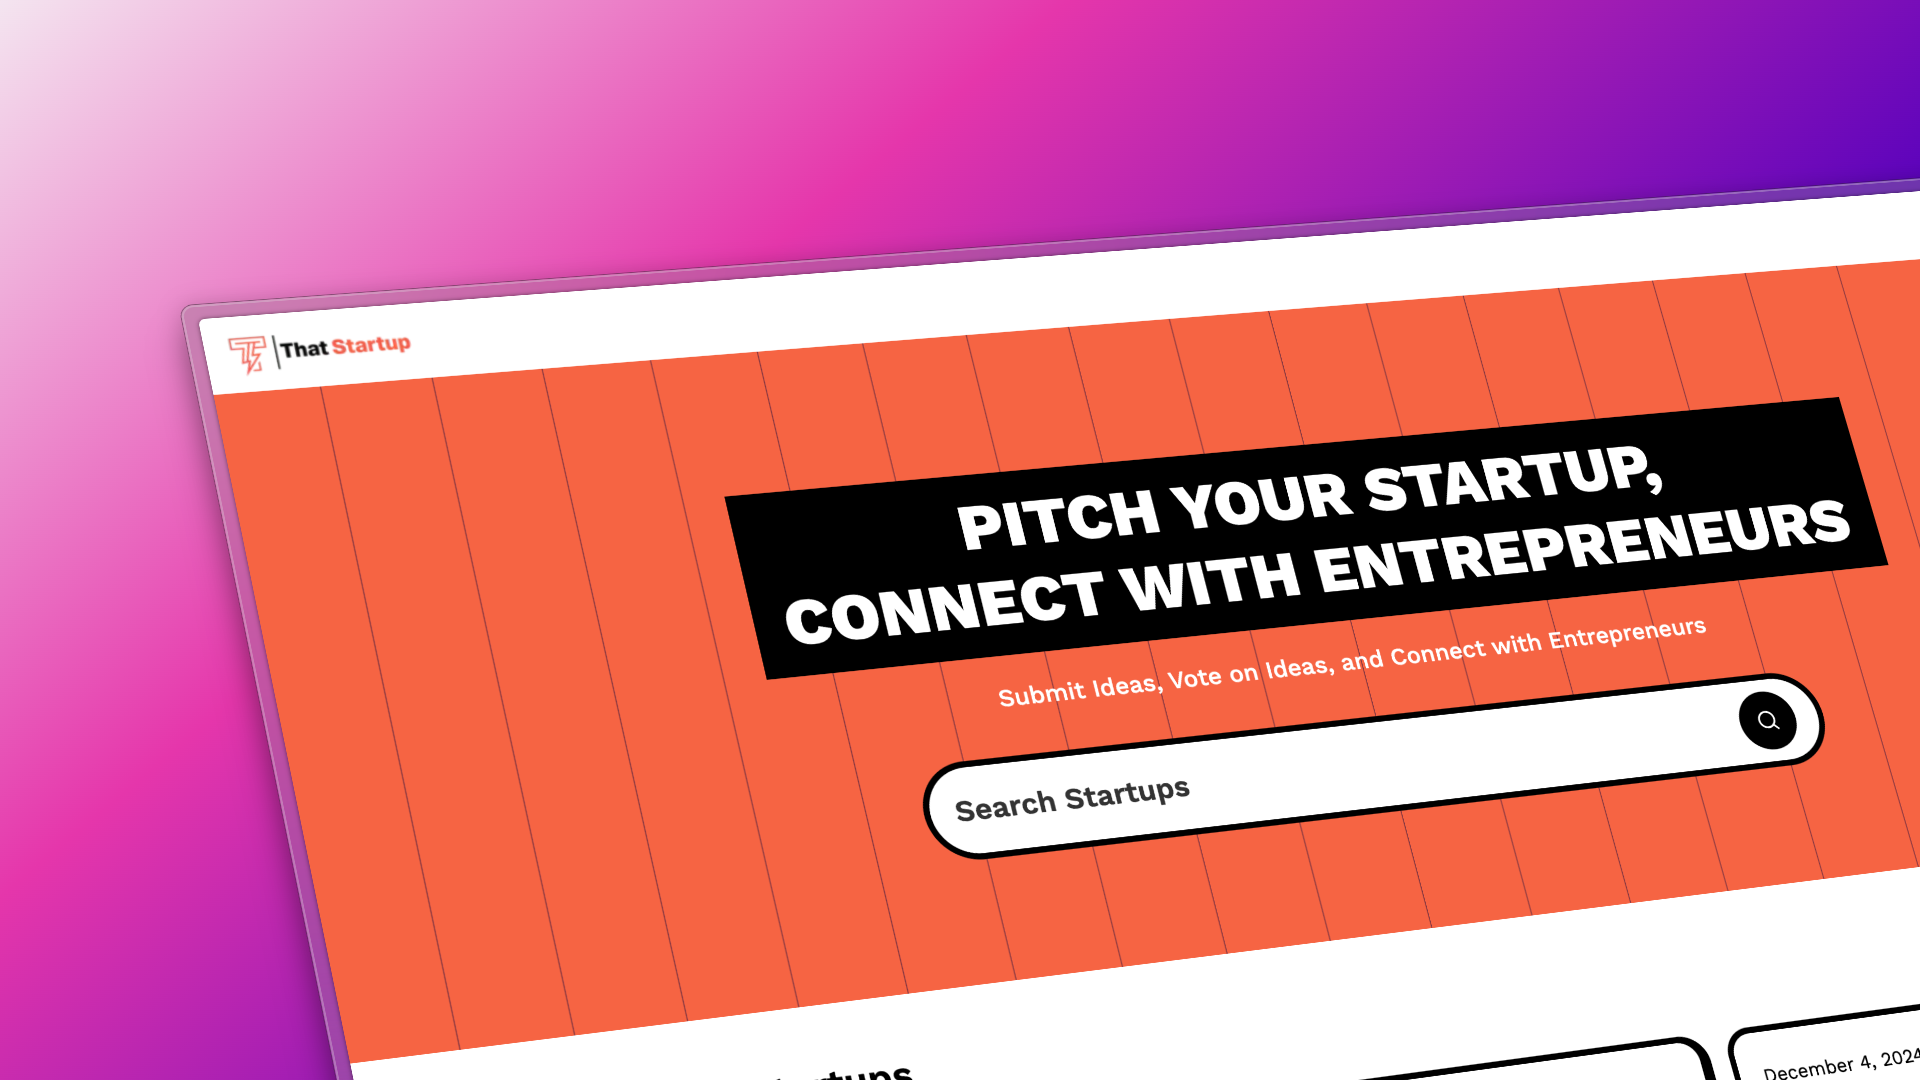 That Startup
PITCH YOUR STARTUP,
CONNECT WITH ENTREPRENEURS
Submit Ideas, Vote on Ideas, and Connect with Entrepreneurs
Search Startups
December 4, 2024